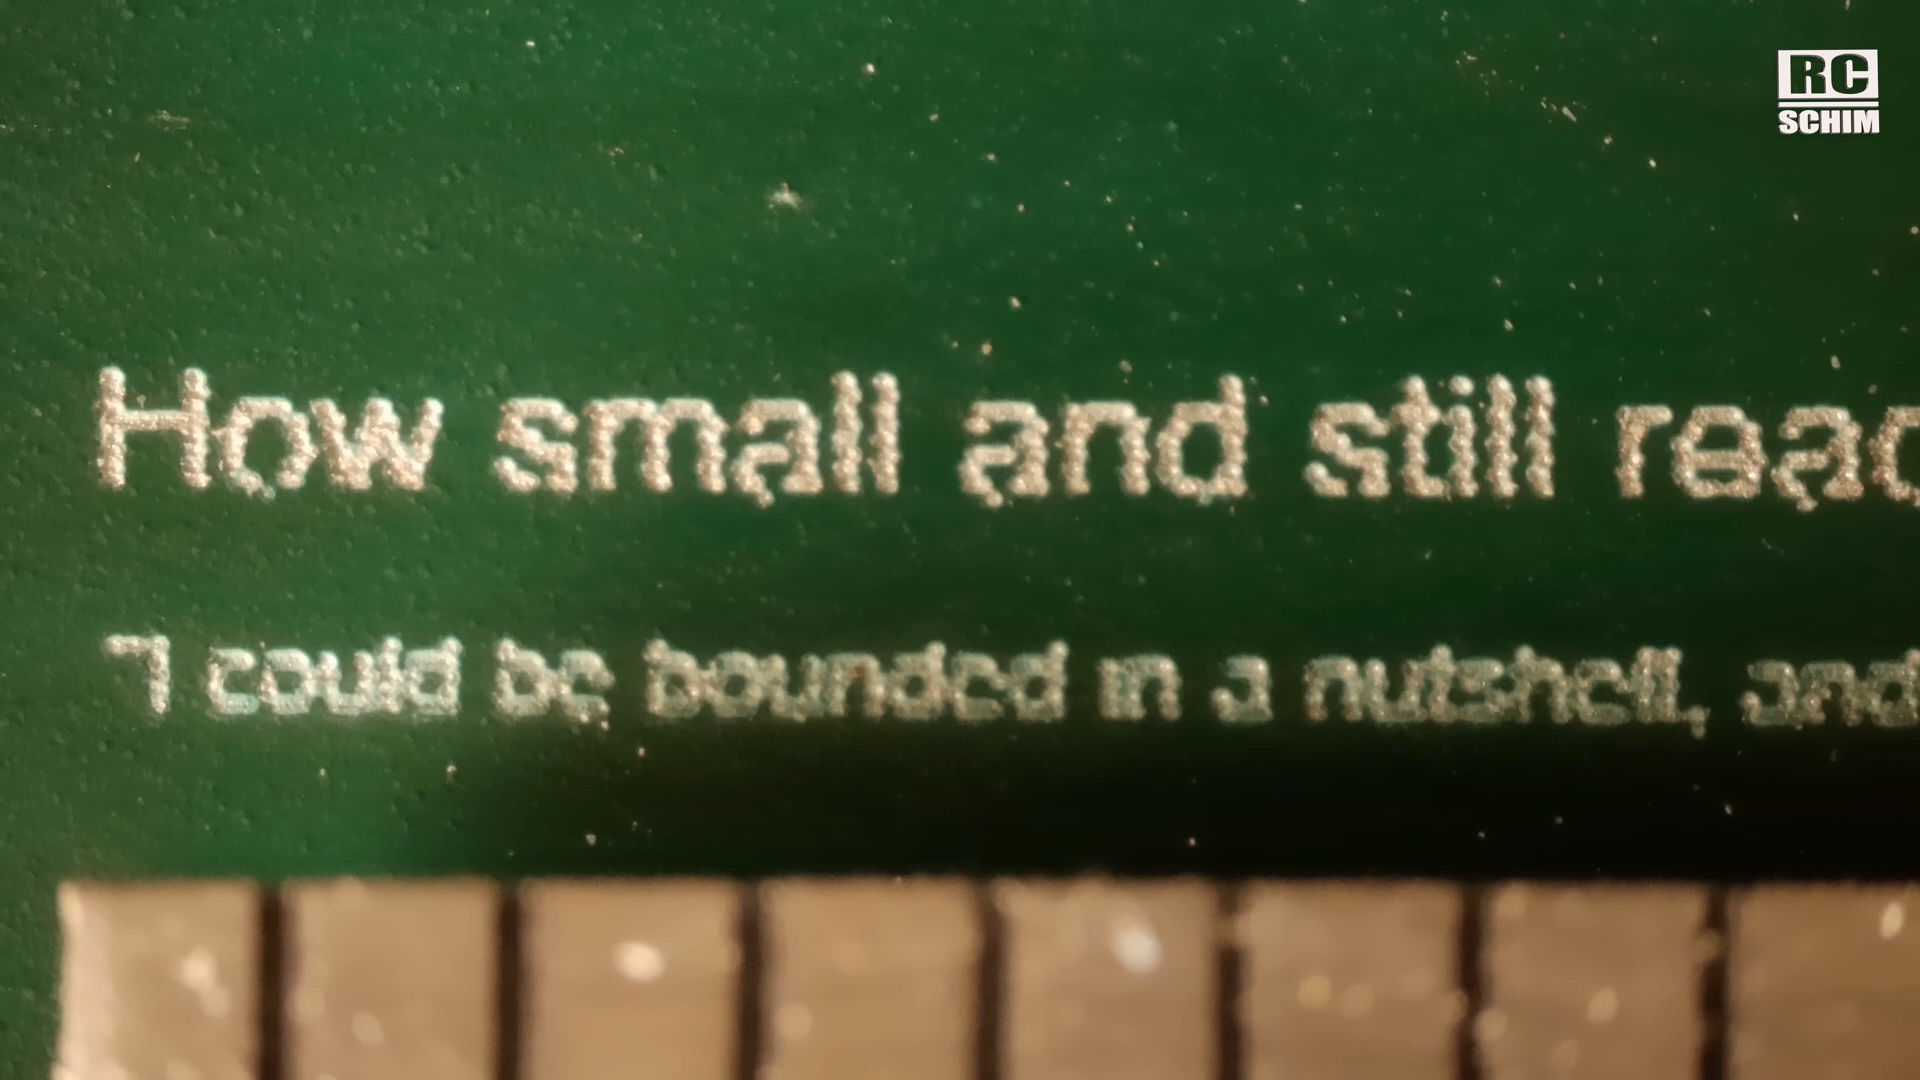 RC
SCHIM
How small and still read
"I could be bounded in a nutshell, and